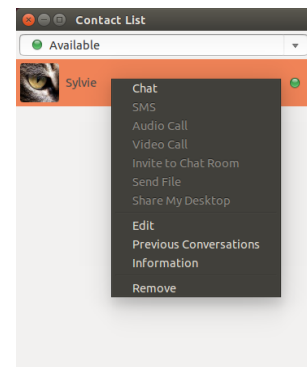 Contact List
Available
Sylvie
Chat
SMS
Audio Call
Video Call
Invite to Chat Room
Send File
Share My Desktop
Edit
Previous Conversations
Information
Remove